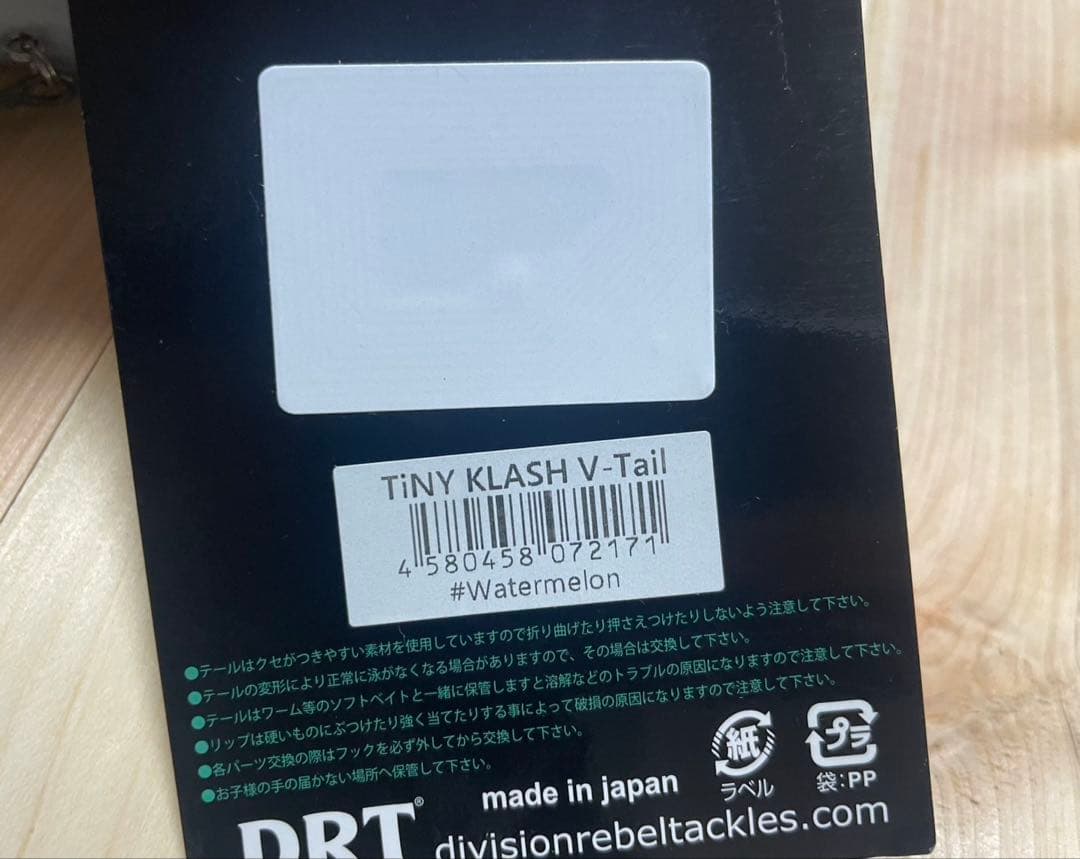 TiNY KLASH V-Tail
4 580458 072171
#Watermelon
●テールはクセがつきやすい素材を使用していますので折り曲げたり押さえつけたりしないよう注意して下さい。
●テールの変形により正常に泳がなくなる場合がありますので、その場合は交換して下さい。
●テールはワーム等のソフトベイトと一緒に保管しますと溶解などのトラブルの原因になりますので注意して下さい。
●リップは硬いものにぶつけたり強く当てたりする事によって破損の原因になりますので注意して下さい。
●各パーツ交換の際はフックを必ず外してから交換して下さい。
●お子様の手の届かない場所へ保管して下さい。
紙
ラベル
プラ
袋:PP
made in japan
DRT®
divisionrebeltackles.com